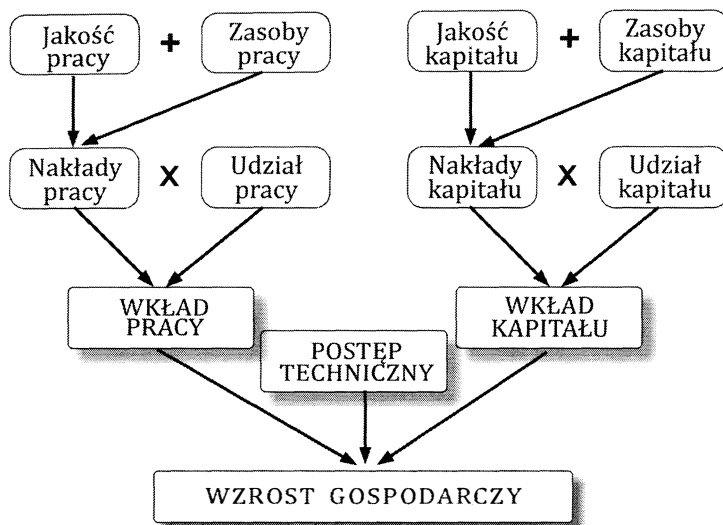 Jakość
pracy
+
Zasoby
pracy
Jakość
kapitału
+
Zasoby
kapitału
Nakłady
pracy
X
Udział
pracy
Nakłady
kapitału
X
Udział
kapitału
WKŁAD
PRACY
WKŁAD
KAPITAŁU
POSTĘP
TECHNICZNY
WZROST GOSPODARCZY